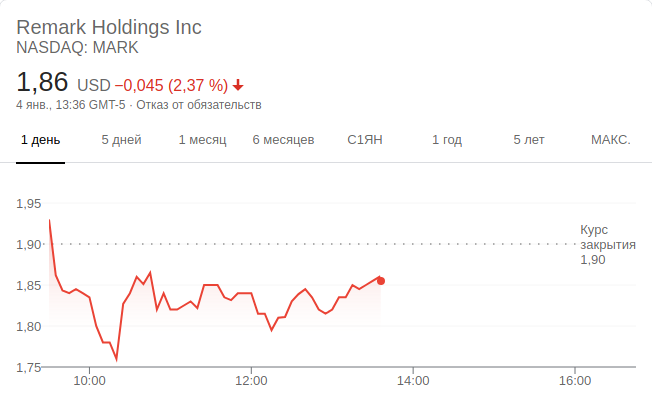 Remark Holdings Inc
NASDAQ: MARK
1,86 USD −0,045 (2,37 %)
4 янв., 13:36 GMT-5 · Отказ от обязательств
1 день 5 дней 1 месяц 6 месяцев С1ЯН 1 год 5 лет МАКС.
1,95
Курс
1,90 закрытия
1,90
1,85
1,80
1,75
10:00 12:00 14:00 16:00